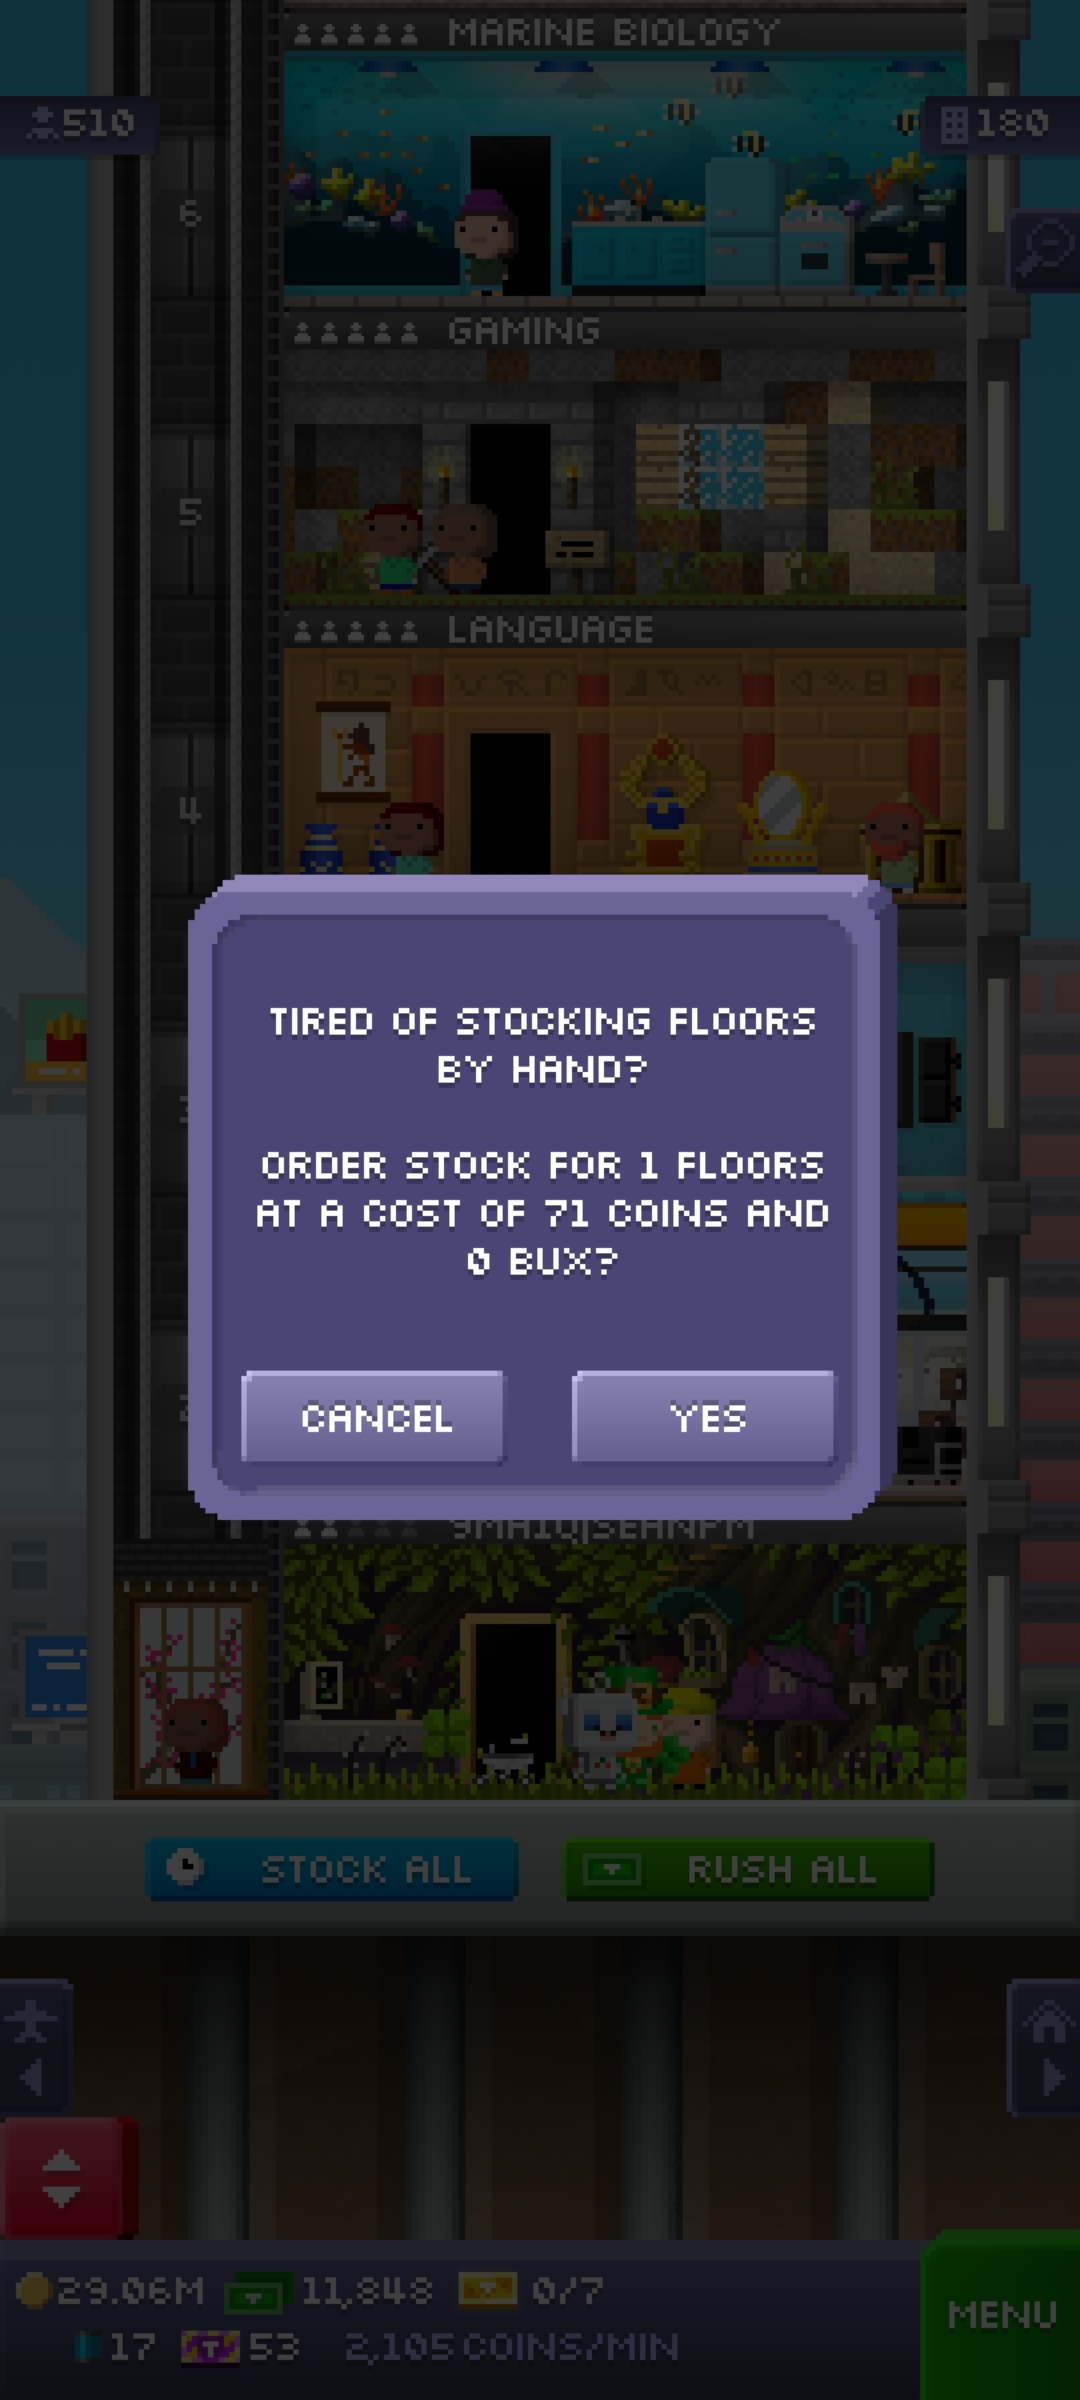 MARINE BIOLOGY
510
180
6
GAMING
5
LANGUAGE
4
TIRED OF STOCKING FLOORS
BY HAND?
ORDER STOCK FOR 1 FLOORS
AT A COST OF 71 COINS AND
0 BUX?
CANCEL
YES
STOCK ALL
RUSH ALL
29.06M
11,848
0/7
17
53
2,105 COINS/MIN
MENU